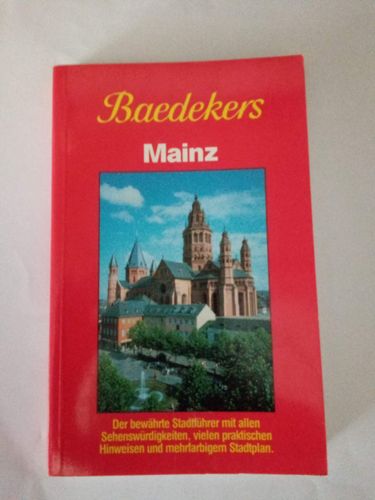 Baedekers
Mainz
Der bewährte Stadtführer mit allen
Sehenswürdigkeiten, vielen praktischen
Hinweisen und mehrfarbigem Stadtplan.